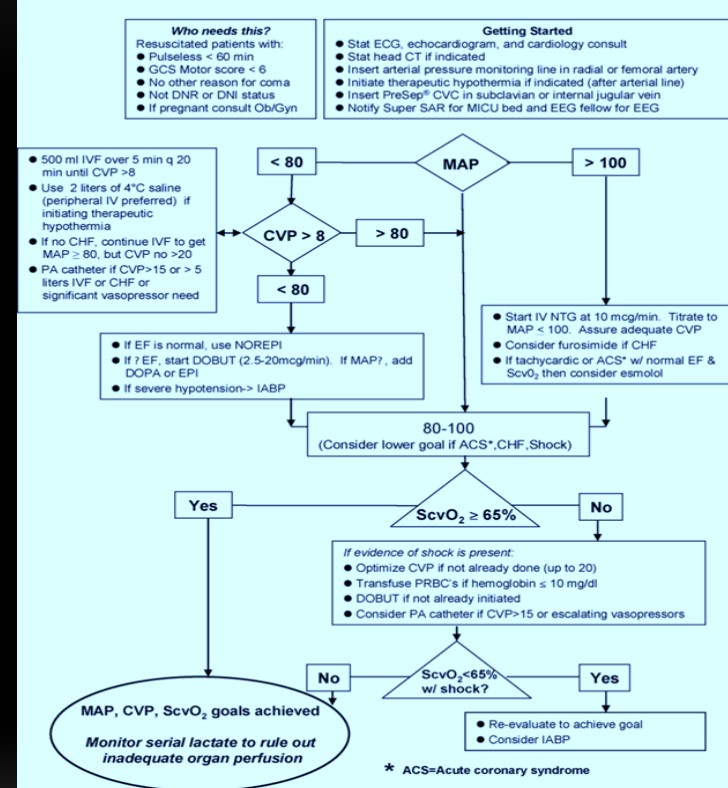 Who needs this?
Resuscitated patients with:
● Pulseless < 60 min
● GCS Motor score < 6
● No other reason for coma
● Not DNR or DNI status
● If pregnant consult Ob/Gyn
Getting Started
● Stat ECG, echocardiogram, and cardiology consult
● Stat head CT if indicated
● Insert arterial pressure monitoring line in radial or femoral artery
● Initiate therapeutic hypothermia if indicated (after arterial line)
● Insert PreSep® CVC in subclavian or internal jugular vein
● Notify Super SAR for MICU bed and EEG fellow for EEG
< 80
MAP
> 100
● 500 ml IVF over 5 min q 20
min until CVP >8
● Use 2 liters of 4°C saline
(peripheral IV preferred) if
initiating therapeutic
hypothermia
● If no CHF, continue IVF to get
MAP ≥ 80, but CVP no >20
● PA catheter if CVP>15 or > 5
liters IVF or CHF or
significant vasopressor need
CVP > 8
> 80
< 80
● Start IV NTG at 10 mcg/min. Titrate to
MAP ≤ 100. Assure adequate CVP
● Consider furosimide if CHF
● If tachycardic or ACS* w/ normal EF &
Scv0₂ then consider esmolol
● If EF is normal, use NOREPI
● If ? EF, start DOBUT (2.5-20mcg/min). If MAP?, add
DOPA or EPI
● If severe hypotension-> IABP
80-100
(Consider lower goal if ACS*,CHF,Shock)
Yes
ScvO₂ ≥ 65%
No
If evidence of shock is present:
● Optimize CVP if not already done (up to 20)
● Transfuse PRBC's if hemoglobin ≤ 10 mg/dl
● DOBUT if not already initiated
● Consider PA catheter if CVP>15 or escalating vasopressors
No
ScvO₂<65%
w/ shock?
Yes
MAP, CVP, ScvO₂ goals achieved
Monitor serial lactate to rule out
inadequate organ perfusion
● Re-evaluate to achieve goal
● Consider IABP
* ACS=Acute coronary syndrome